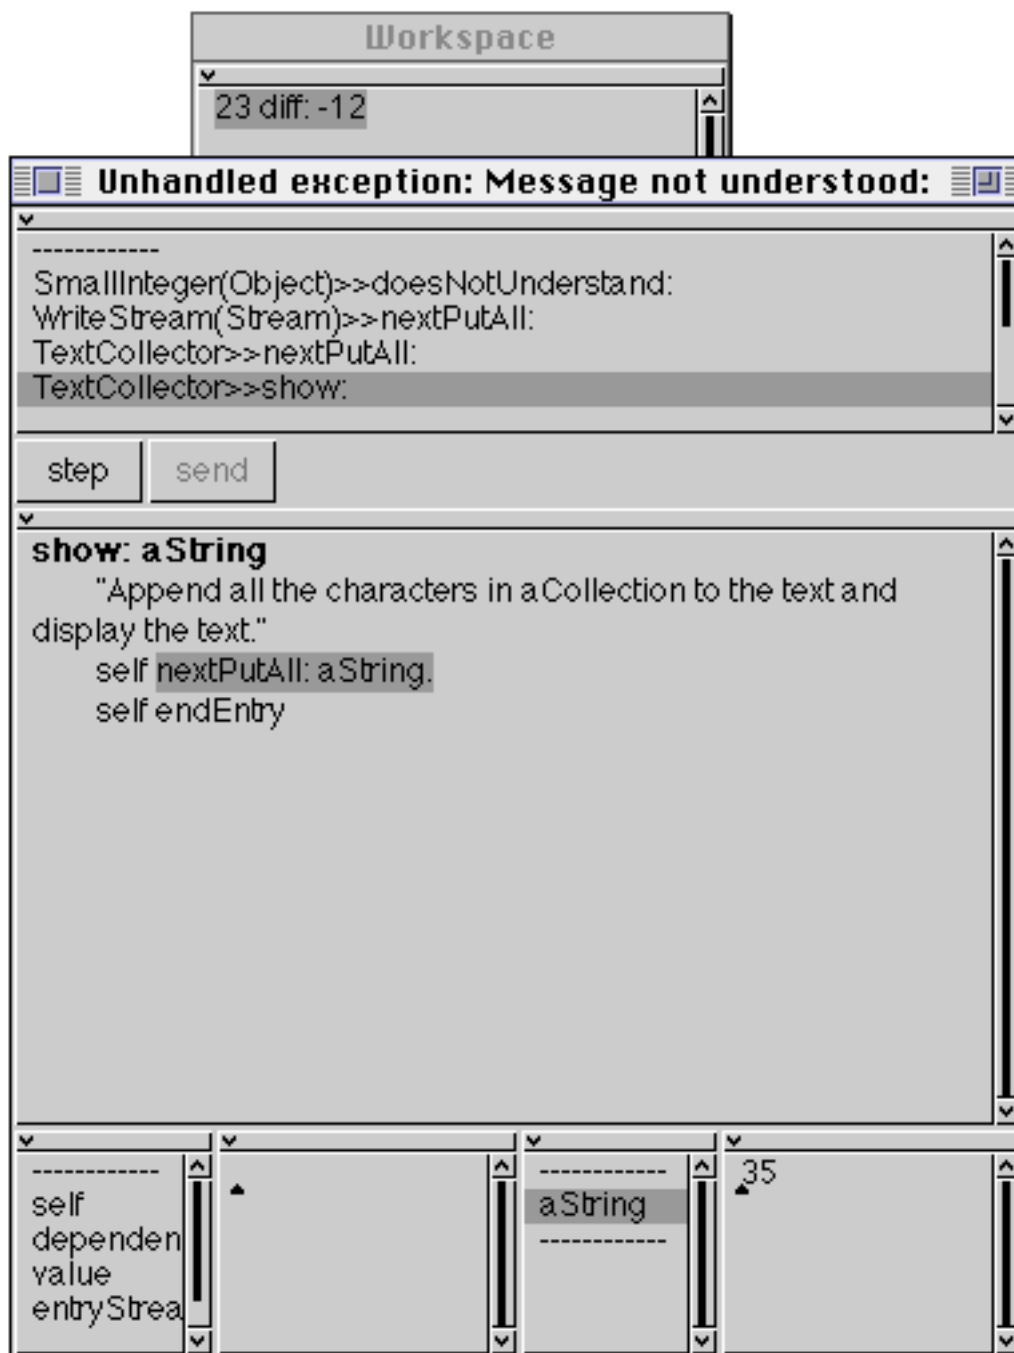 Workspace
23 diff: -12
Unhandled exception: Message not understood:
------------
SmallInteger(Object)>>doesNotUnderstand:
WriteStream(Stream)>>nextPutAll:
TextCollector>>nextPutAll:
TextCollector>>show:
step send
show: aString
"Append all the characters in aCollection to the text and
display the text."
self nextPutAll: aString.
self endEntry
------------
self
dependen
value
entryStrea
------------
aString
------------
35